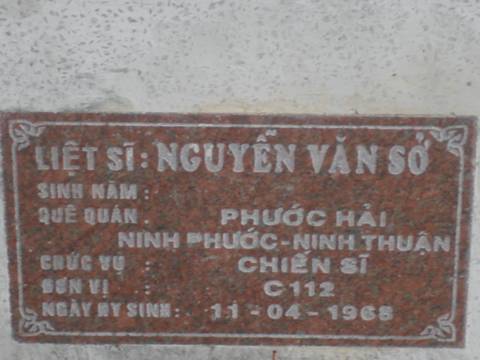 LIỆT SĨ: NGUYỄN VĂN SỞ
SINH NĂM :
QUÊ QUÁN . PHƯỚC HẢI
NINH PHƯỚC-NINH THUẬN
CHỨC VỤ : CHIẾN SĨ
ĐƠN VỊ : C112
NGÀY HY SINH: 11-04-1965